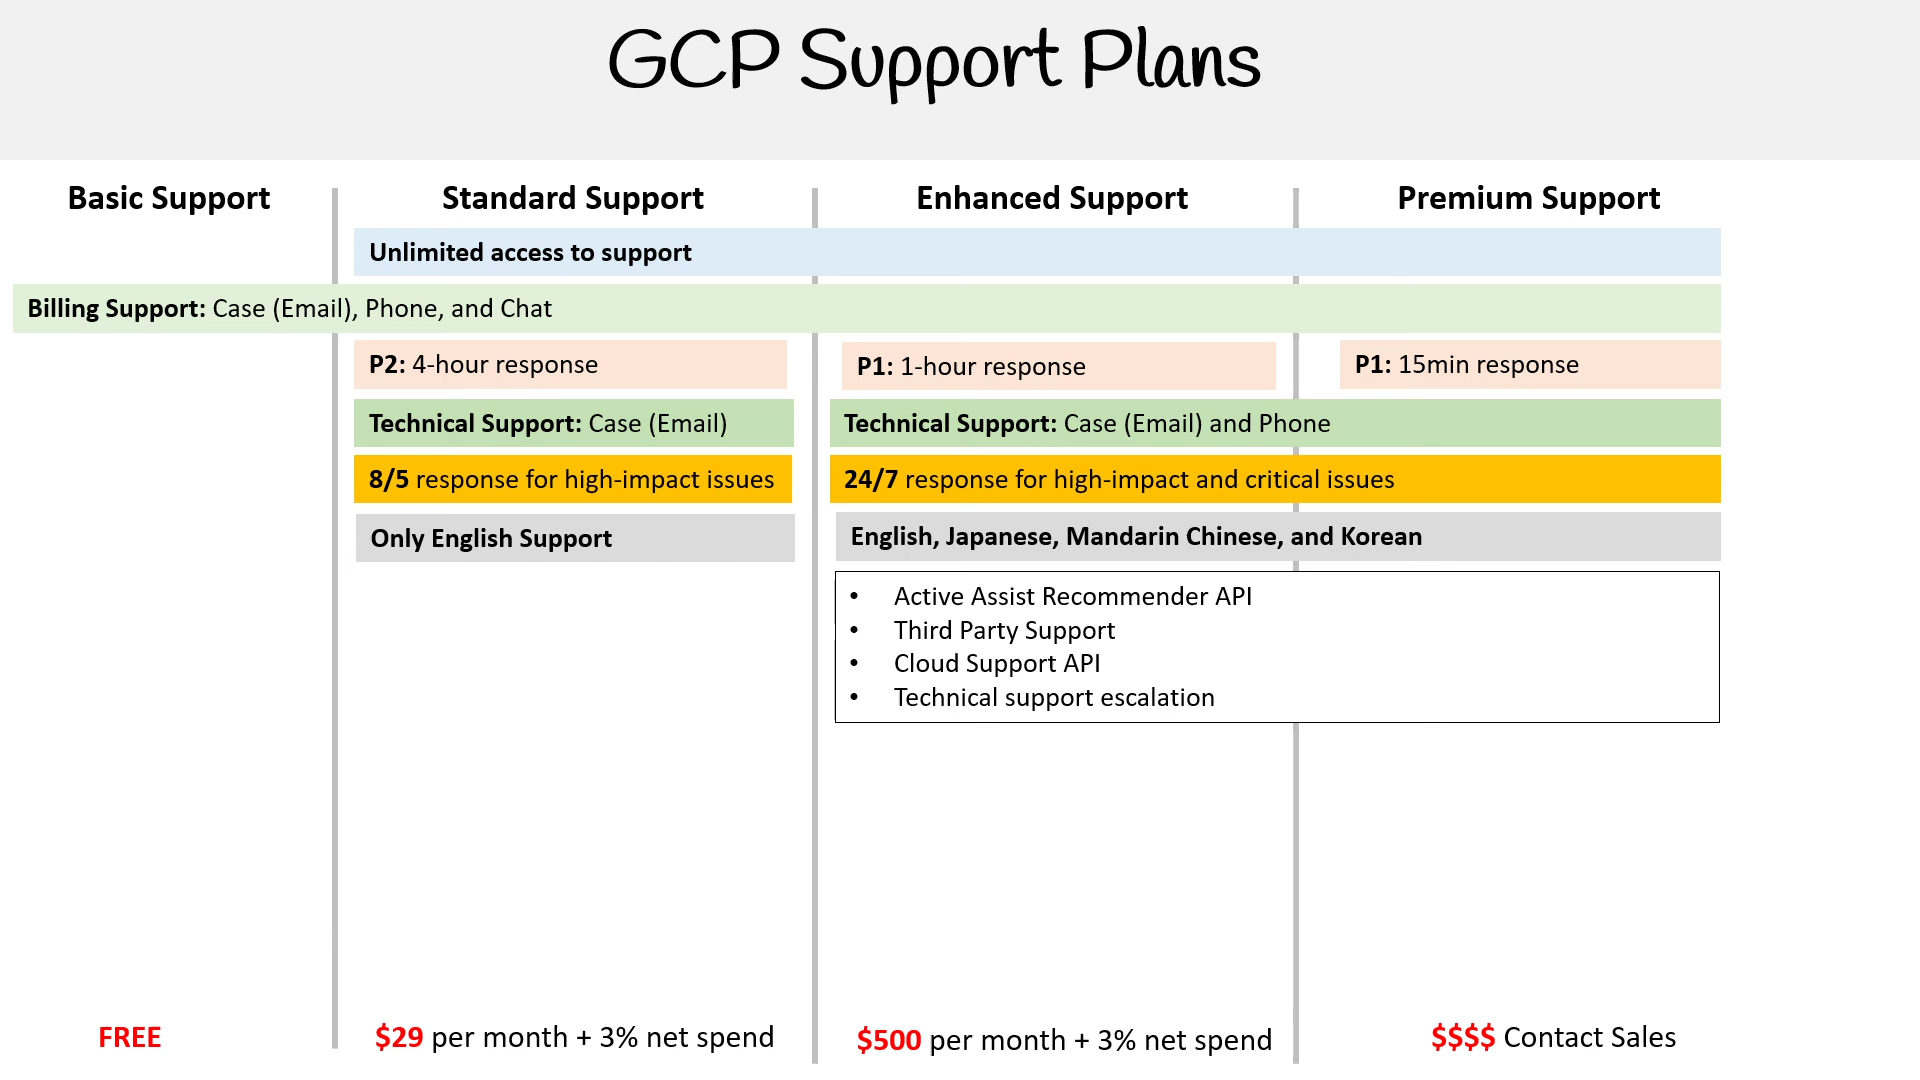 GCP Support Plans
Basic Support
Standard Support
Enhanced Support
Premium Support
Unlimited access to support
Billing Support: Case (Email), Phone, and Chat
P2: 4-hour response
P1: 1-hour response
P1: 15min response
Technical Support: Case (Email)
Technical Support: Case (Email) and Phone
8/5 response for high-impact issues
24/7 response for high-impact and critical issues
Only English Support
English, Japanese, Mandarin Chinese, and Korean
• Active Assist Recommender API
• Third Party Support
• Cloud Support API
• Technical support escalation
FREE
$29 per month + 3% net spend
$500 per month + 3% net spend
$$$$ Contact Sales